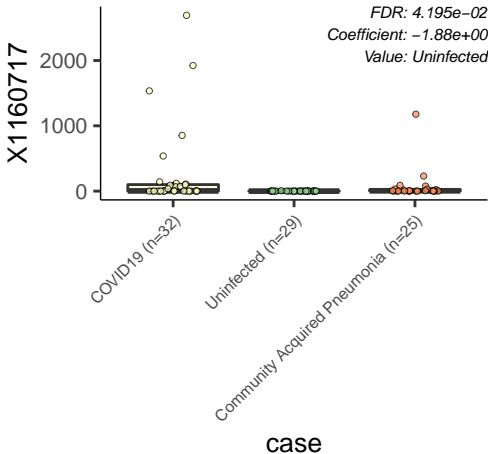 FDR: 4.195e−02
Coefficient: −1.88e+00
Value: Uninfected
X1160717
2000
1000
0
COVID19 (n=32)
Uninfected (n=29)
Community Acquired Pneumonia (n=25)
case